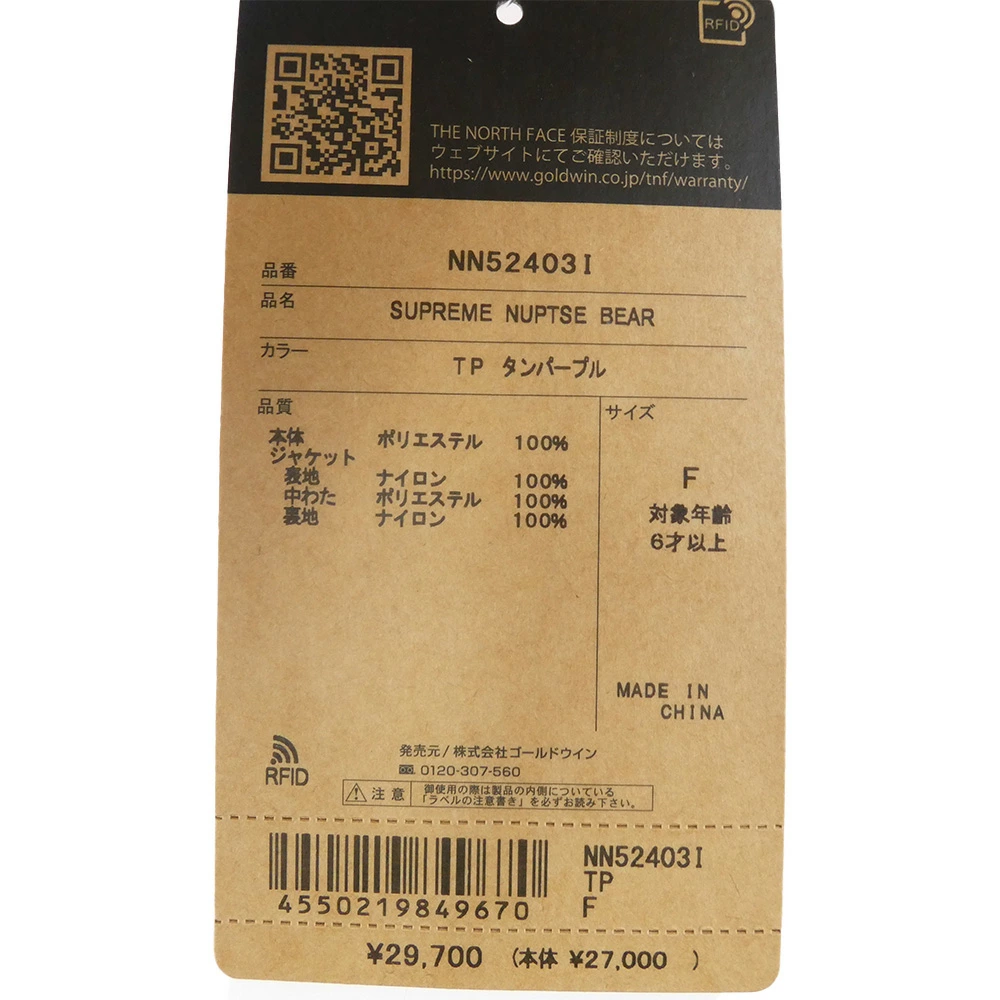 RFID
THE NORTH FACE 保証制度については
ウェブサイトにてご確認いただけます。
https://www.goldwin.co.jp/tnf/warranty/
品番 NN52403I
品名 SUPREME NUPTSE BEAR
カラー TP タンパープル
品質
本体 ポリエステル 100%
ジャケット
表地 ナイロン 100%
中わた ポリエステル 100%
裏地 ナイロン 100%
サイズ
F
対象年齢
6才以上
MADE IN
CHINA
RFID
発売元/株式会社ゴールドウイン
0120-307-560
注意
御使用の際は製品の内側についている
「ラベルの注意書き」を必ずお読み下さい。
4550219849670
NN52403I
TP
F
¥29,700 (本体 ¥27,000 )